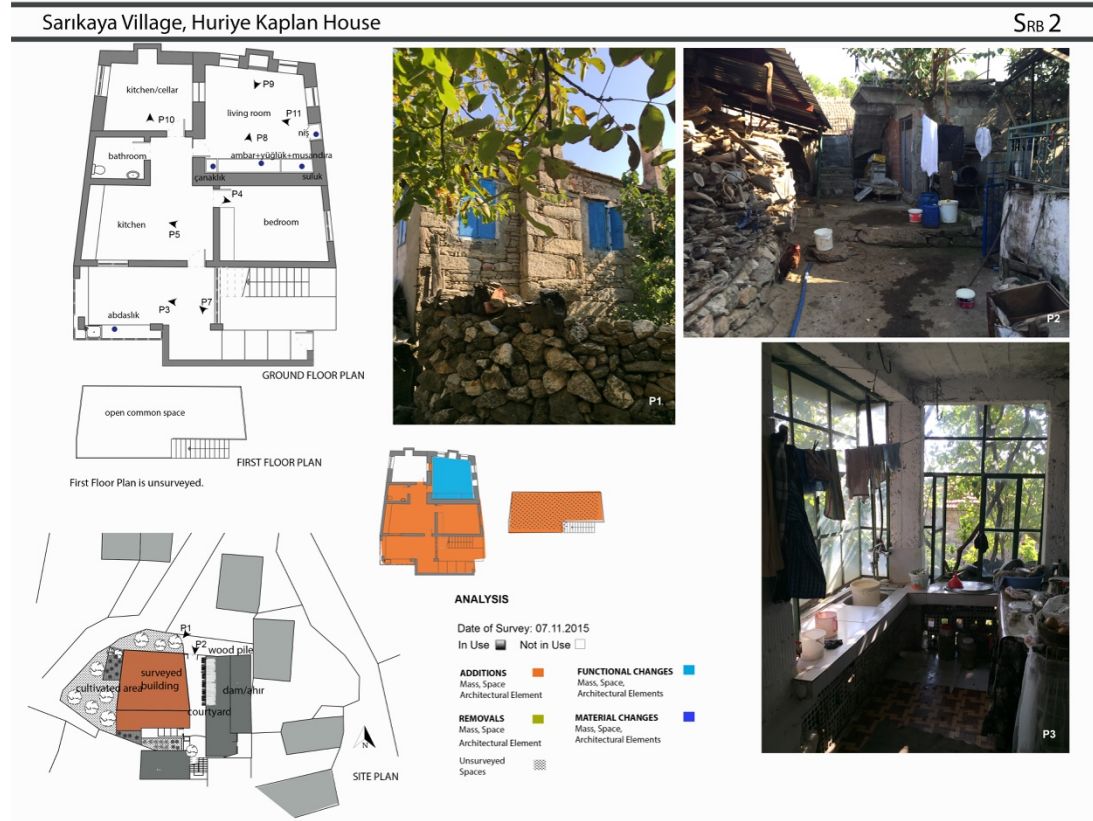 Sarıkaya Village, Huriye Kaplan House
SRB 2
kitchen/cellar
P10
living room
P9
P11
P8
niş
bathroom
ambar+yüğlük+musandıra
çanaklık
suluk
P4
kitchen
P5
bedroom
abdaslık
P3
P7
GROUND FLOOR PLAN
open common space
FIRST FLOOR PLAN
First Floor Plan is unsurveyed.
P1
P2
P3
P1
P2
wood pile
surveyed
building
cultivated area
dam/ahır
courtyard
N
SITE PLAN
ANALYSIS
Date of Survey: 07.11.2015
In Use Not in Use
ADDITIONS
Mass, Space
Architectural Element
FUNCTIONAL CHANGES
Mass, Space,
Architectural Elements
REMOVALS
Mass, Space
Architectural Element
MATERIAL CHANGES
Mass, Space,
Architectural Elements
Unsurveyed
Spaces